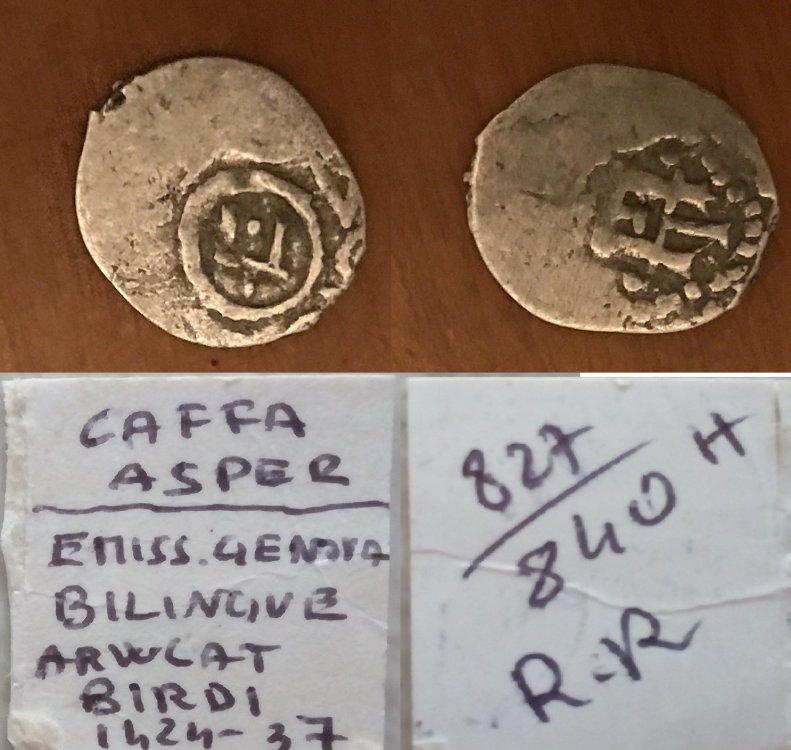 CAFFA
ASPER
EMISS. GENOVA
BILINGUE
ARWLAT
BIRDI
1424-37
827
840 H
R-R